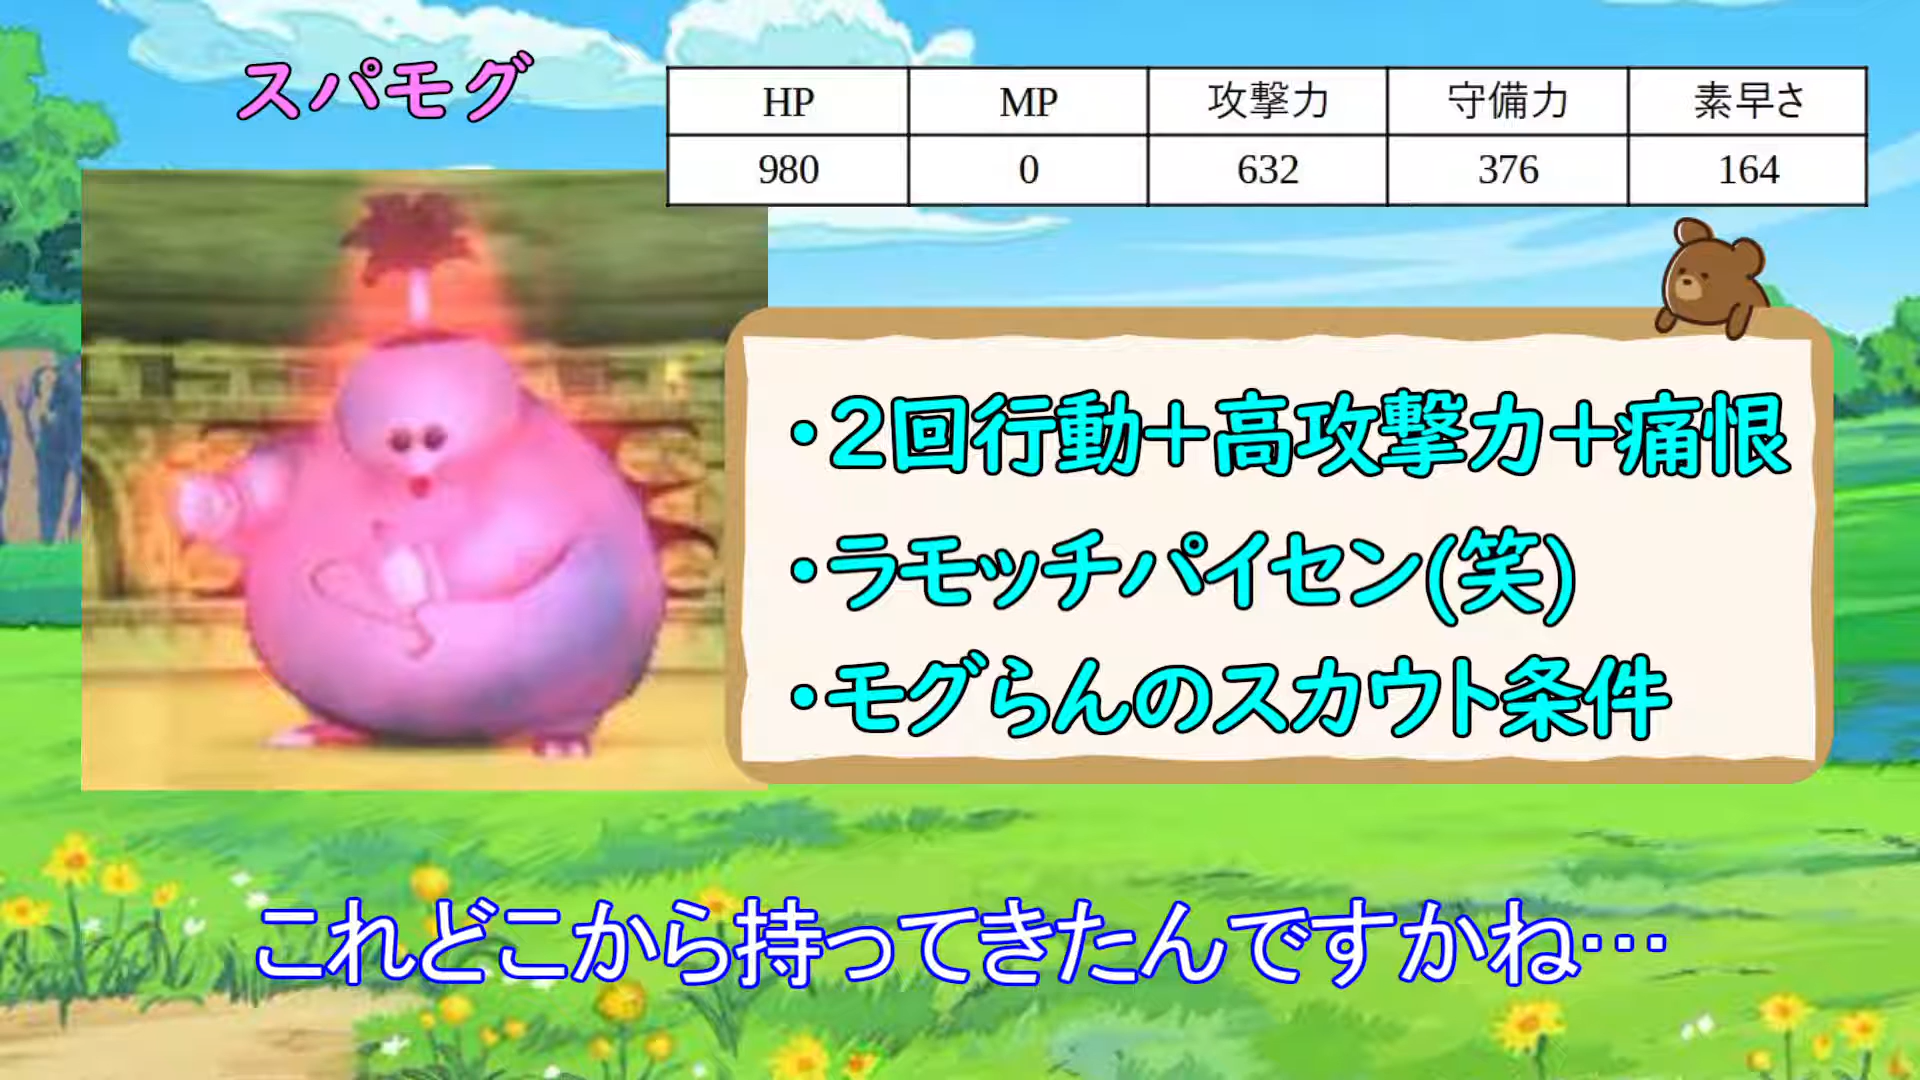 スパモグ
HP MP 攻撃力 守備力 素早さ
980 0 632 376 164
・2回行動+高攻撃力+痛恨
・ラモッチパイセン(笑)
・モグらんのスカウト条件
これどこから持ってきたんですかね…